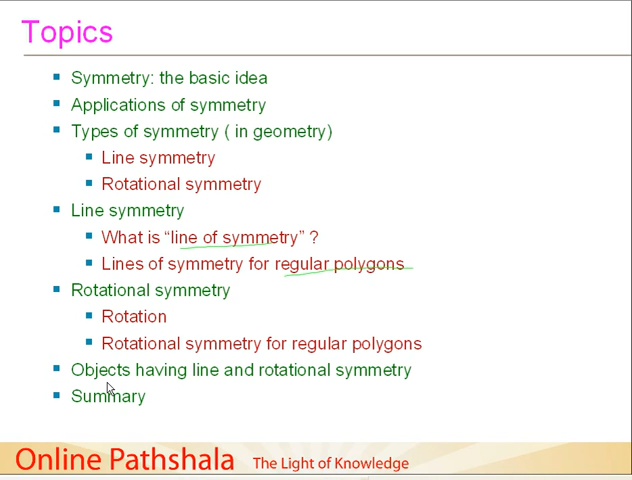 Topics
Symmetry: the basic idea
Applications of symmetry
Types of symmetry ( in geometry)
Line symmetry
Rotational symmetry
Line symmetry
What is “line of symmetry” ?
Lines of symmetry for regular polygons
Rotational symmetry
Rotation
Rotational symmetry for regular polygons
Objects having line and rotational symmetry
Summary
Online Pathshala The Light of Knowledge